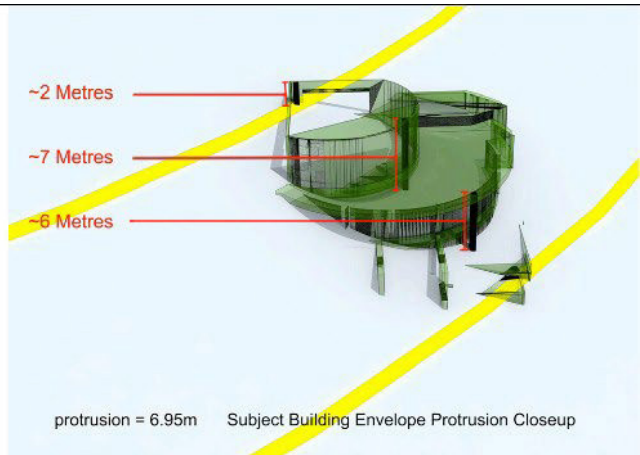 ~2 Metres
~7 Metres
~6 Metres
protrusion = 6.95m Subject Building Envelope Protrusion Closeup